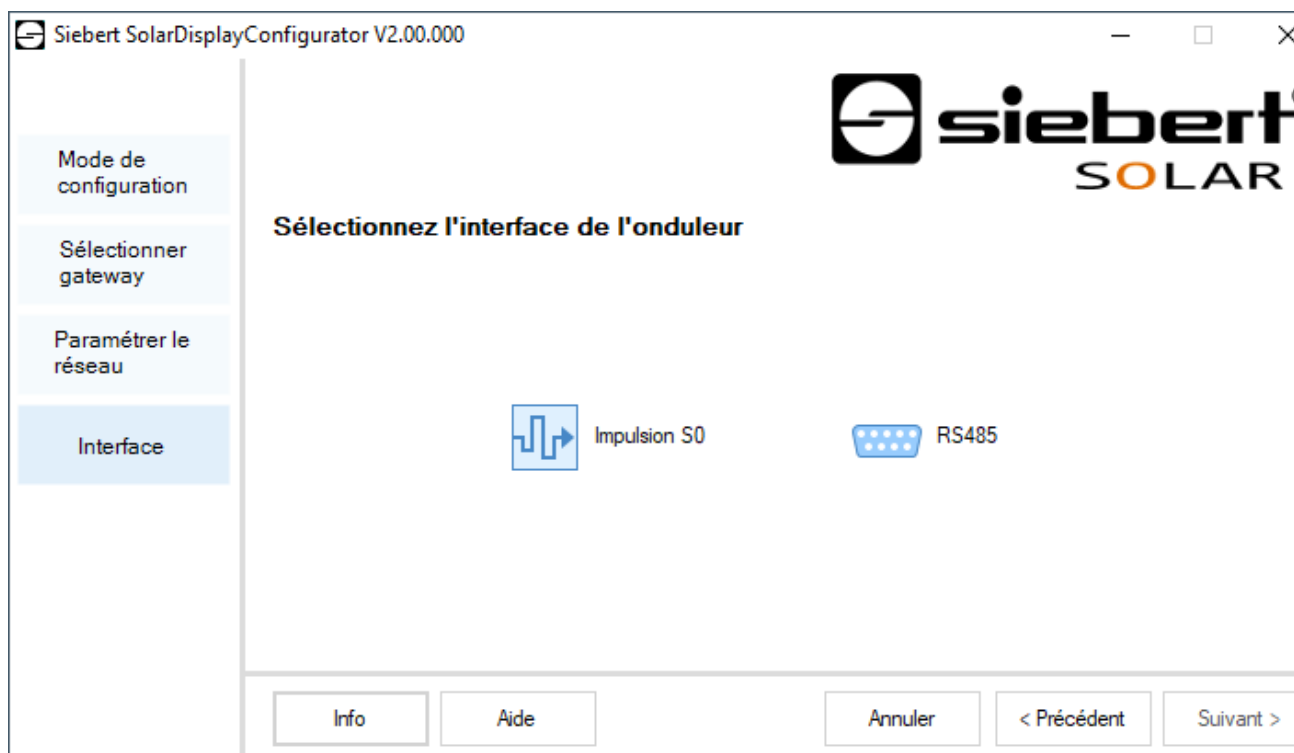 Siebert SolarDisplayConfigurator V2.00.000
siebert
SOLAR
Mode de
configuration
Sélectionner
gateway
Paramétrer le
réseau
Interface
Sélectionnez l'interface de l'onduleur
Impulsion S0
RS485
Info
Aide
Annuler
< Précédent
Suivant >